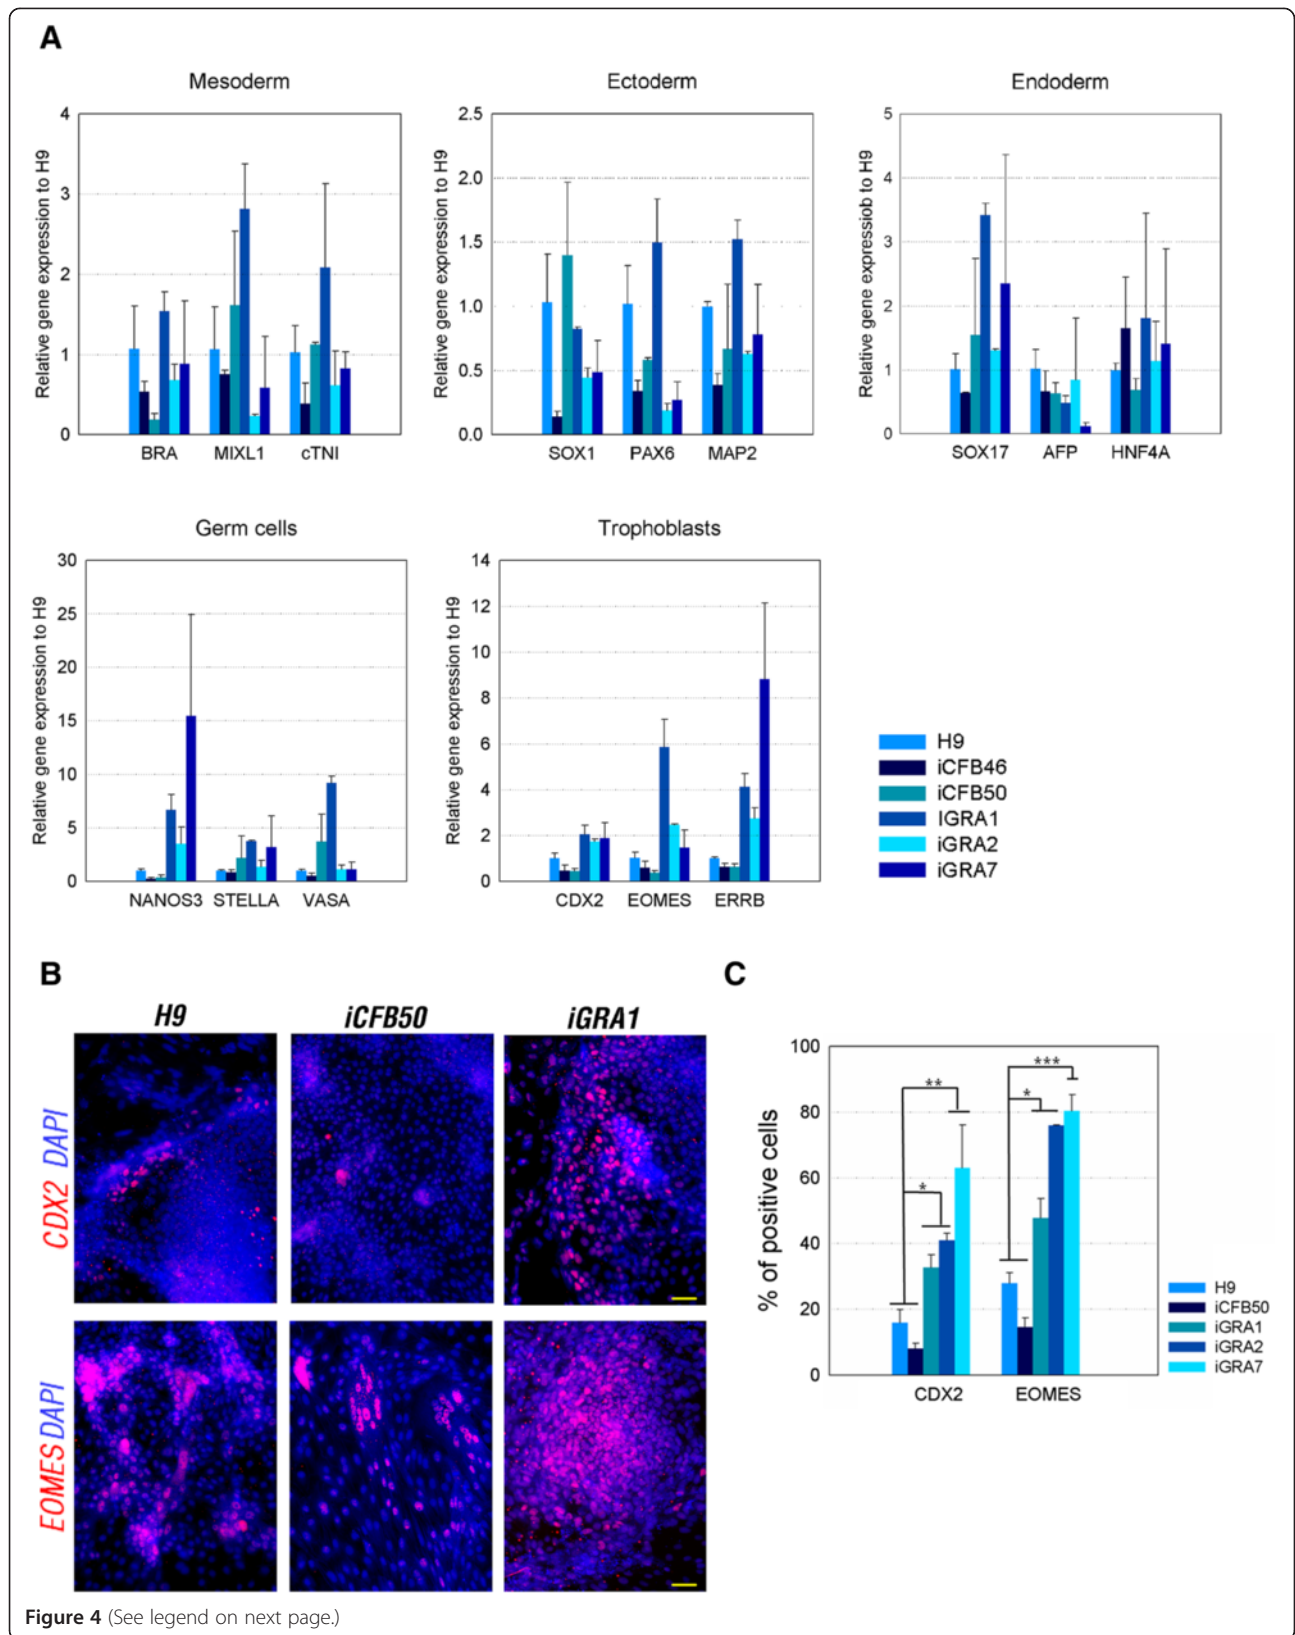 A
Mesoderm
Relative gene expression to H9
4
3
2
1
0
BRA MIXL1 cTNI
Ectoderm
Relative gene expression to H9
2.5
2.0
1.5
1.0
0.5
0.0
SOX1 PAX6 MAP2
Endoderm
Relative gene expressiob to H9
5
4
3
2
1
0
SOX17 AFP HNF4A
Germ cells
Relative gene expression to H9
30
25
20
15
10
5
0
NANOS3 STELLA VASA
Trophoblasts
Relative gene expression to H9
14
12
10
8
6
4
2
0
CDX2 EOMES ERRB
H9
iCFB46
iCFB50
IGRA1
iGRA2
iGRA7
B
H9 iCFB50 iGRA1
CDX2 DAPI
EOMES DAPI
C
% of positive cells
100
80
60
40
20
0
** 
*
***
*
CDX2 EOMES
H9
iCFB50
iGRA1
iGRA2
iGRA7
Figure 4 (See legend on next page.)